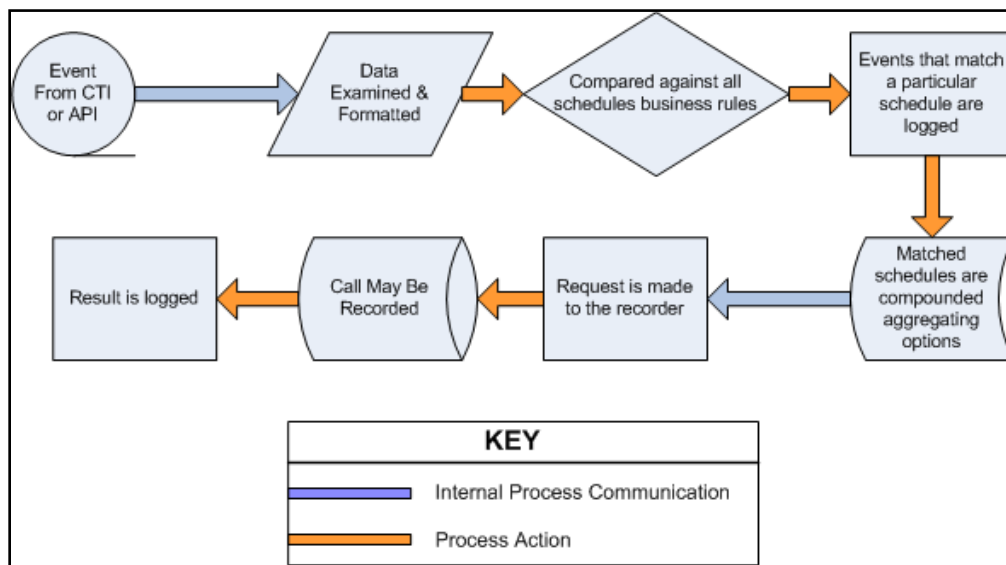 Event
From CTI
or API
Data
Examined &
Formatted
Compared against all
schedules business rules
Events that match
a particular
schedule are
logged
Matched
schedules are
compounded
aggregating
options
Request is made
to the recorder
Call May Be
Recorded
Result is logged
KEY
Internal Process Communication
Process Action